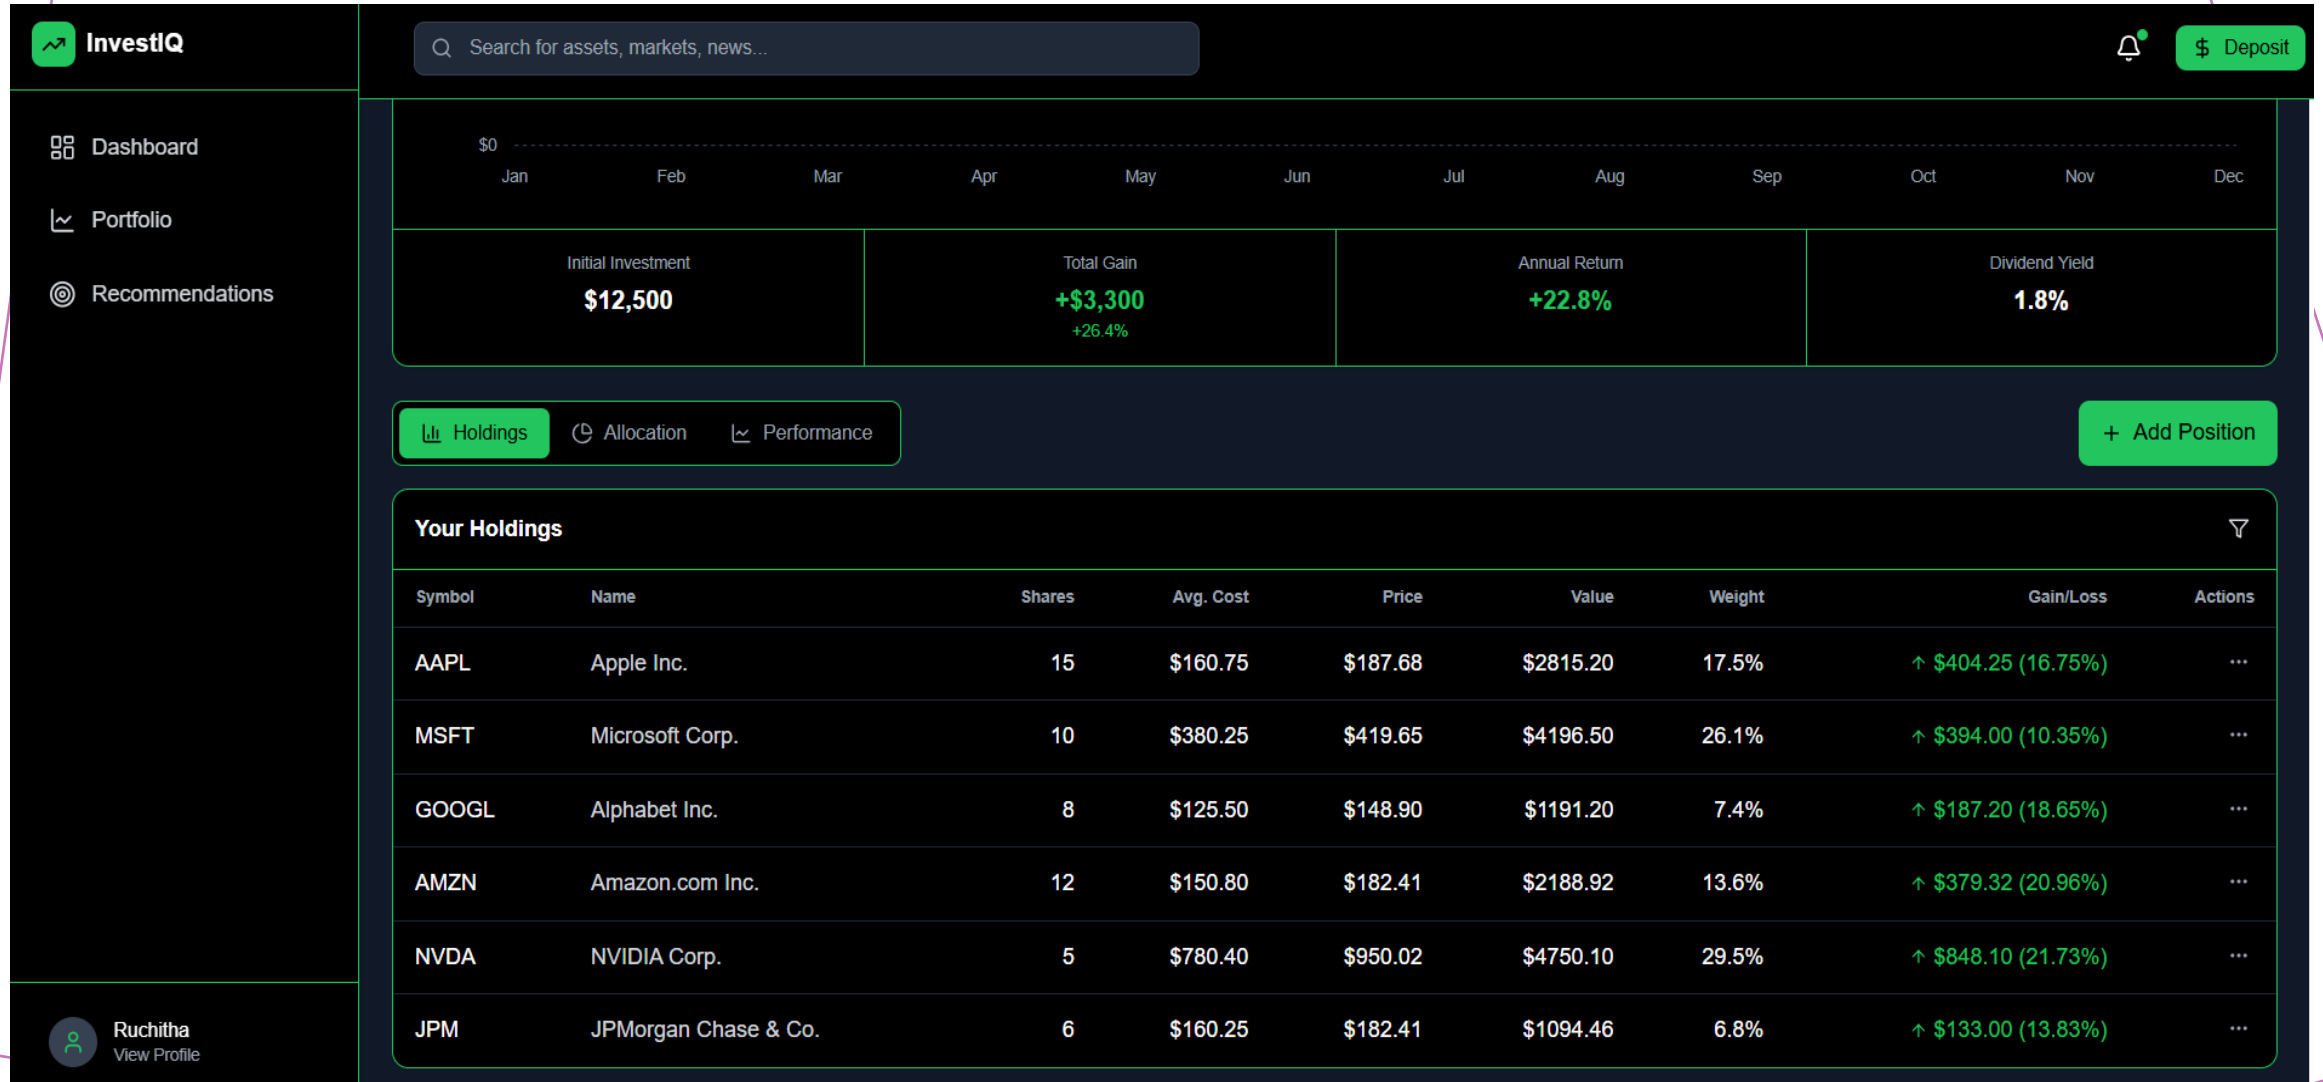 InvestIQ
Search for assets, markets, news...
$ Deposit
Dashboard
Portfolio
Recommendations
$0
Jan Feb Mar Apr May Jun Jul Aug Sep Oct Nov Dec
Initial Investment Total Gain Annual Return Dividend Yield
$12,500 +$3,300 +22.8% 1.8%
+26.4%
Holdings Allocation Performance + Add Position
Your Holdings
Symbol Name Shares Avg. Cost Price Value Weight Gain/Loss Actions
AAPL Apple Inc. 15 $160.75 $187.68 $2815.20 17.5% ↑ $404.25 (16.75%) ...
MSFT Microsoft Corp. 10 $380.25 $419.65 $4196.50 26.1% ↑ $394.00 (10.35%) ...
GOOGL Alphabet Inc. 8 $125.50 $148.90 $1191.20 7.4% ↑ $187.20 (18.65%) ...
AMZN Amazon.com Inc. 12 $150.80 $182.41 $2188.92 13.6% ↑ $379.32 (20.96%) ...
NVDA NVIDIA Corp. 5 $780.40 $950.02 $4750.10 29.5% ↑ $848.10 (21.73%) ...
JPM JPMorgan Chase & Co. 6 $160.25 $182.41 $1094.46 6.8% ↑ $133.00 (13.83%) ...
Ruchitha
View Profile